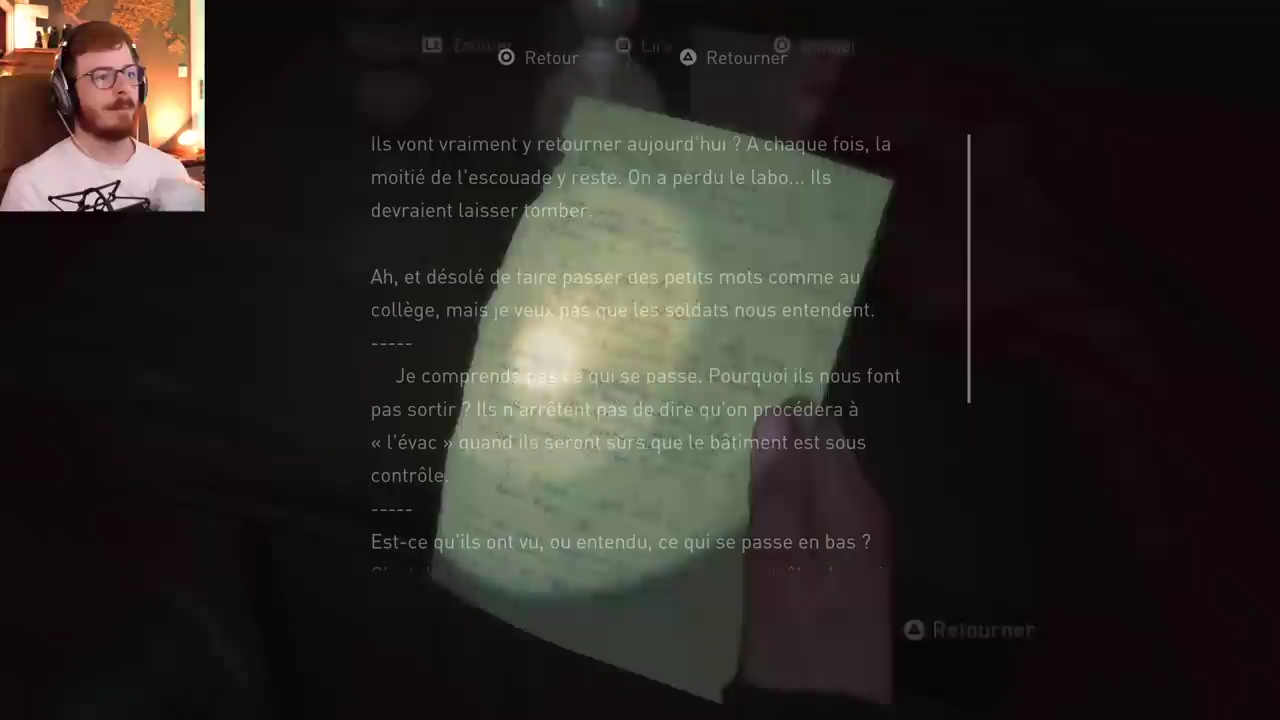 Retour
Retourner
Ils vont vraiment y retourner aujourd'hui ? A chaque fois, la
moitié de l'escouade y reste. On a perdu le labo... Ils
devraient laisser tomber.
Ah, et désolé de faire passer des petits mots comme au
collège, mais je veux pas que les soldats nous entendent.
-----
Je comprends pas ce qui se passe. Pourquoi ils nous font
pas sortir ? Ils n'arrêtent pas de dire qu'on procédera à
« l'évac » quand ils seront sûrs que le bâtiment est sous
contrôle.
-----
Est-ce qu'ils ont vu, ou entendu, ce qui se passe en bas ?
Retourner